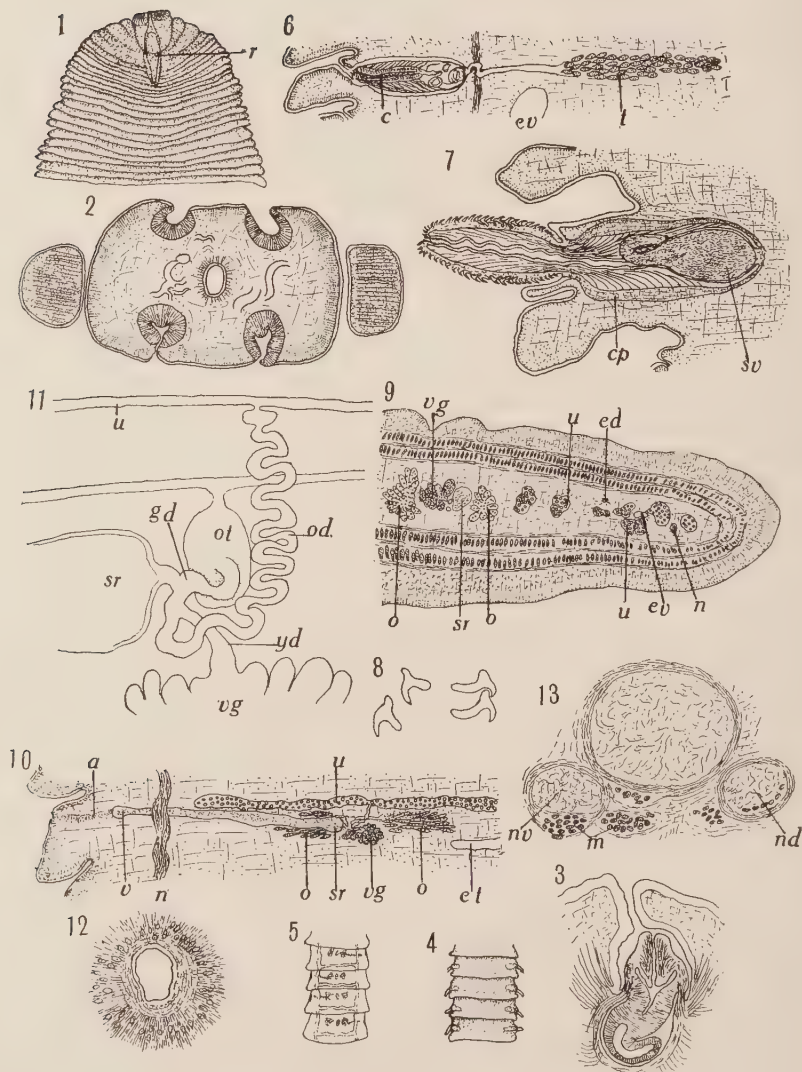 1
r
6
c
ev
t
2
7
cp
sv
11
u
gd
ot
od.
sr
yd
vg
9
vg
u
ed
o
sr
o
u
ev
n
8
13
nv
m
nd
10
a
u
v
n
o
sr
vg
o
et
3
12
5
4